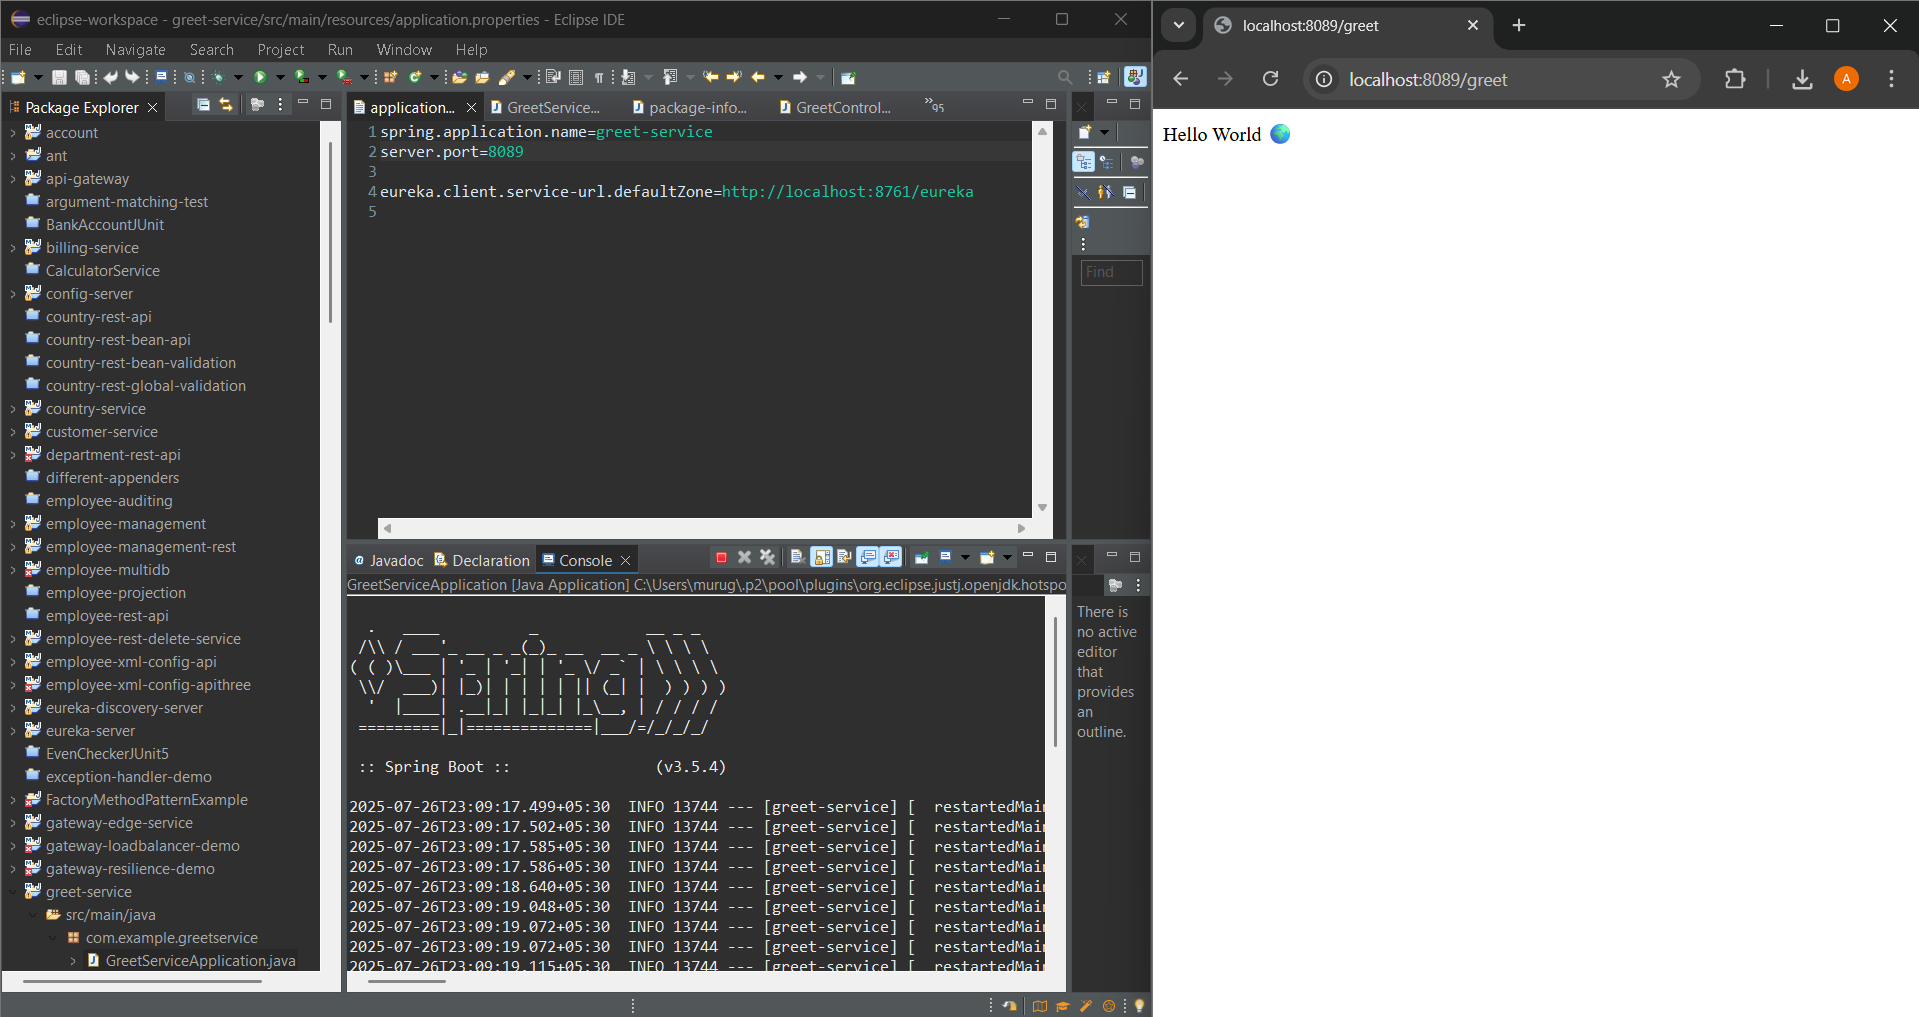 eclipse-workspace - greet-service/src/main/resources/application.properties - Eclipse IDE
File Edit Navigate Search Project Run Window Help
Package Explorer
account
ant
api-gateway
argument-matching-test
BankAccountJUnit
billing-service
CalculatorService
config-server
country-rest-api
country-rest-bean-api
country-rest-bean-validation
country-rest-global-validation
country-service
customer-service
department-rest-api
different-appenders
employee-auditing
employee-management
employee-management-rest
employee-multidb
employee-projection
employee-rest-api
employee-rest-delete-service
employee-xml-config-api
employee-xml-config-apithree
eureka-discovery-server
eureka-server
EvenCheckerJUnit5
exception-handler-demo
FactoryMethodPatternExample
gateway-edge-service
gateway-loadbalancer-demo
gateway-resilience-demo
greet-service
src/main/java
com.example.greetservice
GreetServiceApplication.java
application... GreetService... package-info... GreetControl... »95
1 spring.application.name=greet-service
2 server.port=8089
3
4 eureka.client.service-url.defaultZone=http://localhost:8761/eureka
5
Find
Javadoc Declaration Console
GreetServiceApplication [Java Application] C:\Users\murug\.p2\pool\plugins\org.eclipse.justj.openjdk.hotspo
Spring
:: Spring Boot :: (v3.5.4)
2025-07-26T23:09:17.499+05:30 INFO 13744 --- [greet-service] [ restartedMain
2025-07-26T23:09:17.502+05:30 INFO 13744 --- [greet-service] [ restartedMain
2025-07-26T23:09:17.585+05:30 INFO 13744 --- [greet-service] [ restartedMain
2025-07-26T23:09:17.586+05:30 INFO 13744 --- [greet-service] [ restartedMain
2025-07-26T23:09:18.640+05:30 INFO 13744 --- [greet-service] [ restartedMain
2025-07-26T23:09:19.048+05:30 INFO 13744 --- [greet-service] [ restartedMain
2025-07-26T23:09:19.072+05:30 INFO 13744 --- [greet-service] [ restartedMain
2025-07-26T23:09:19.072+05:30 INFO 13744 --- [greet-service] [ restartedMain
2025-07-26T23:09:19.115+05:30 INFO 13744 --- [greet-service] [ restartedMain
There is
no active
editor
that
provides
an
outline.
localhost:8089/greet
localhost:8089/greet
A
Hello World 🌍